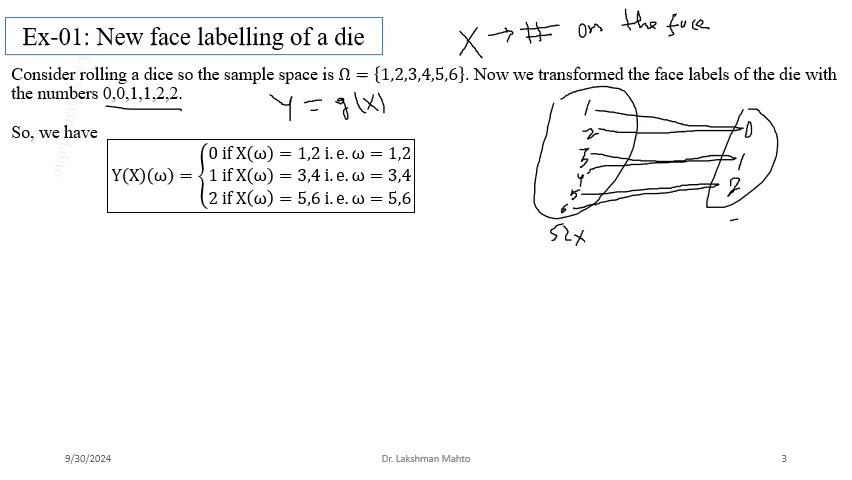 Ex-01: New face labelling of a die
X → # on the face
Consider rolling a dice so the sample space is Ω = {1,2,3,4,5,6}. Now we transformed the face labels of the die with
the numbers 0,0,1,1,2,2.
Y = g(X)
So, we have
Y(X)(ω) = {0 if X(ω) = 1,2 i. e. ω = 1,2
1 if X(ω) = 3,4 i. e. ω = 3,4
2 if X(ω) = 5,6 i. e. ω = 5,6
1
2
3
4
5
6
0
1
2
Ωx
9/30/2024
Dr. Lakshman Mahto
3